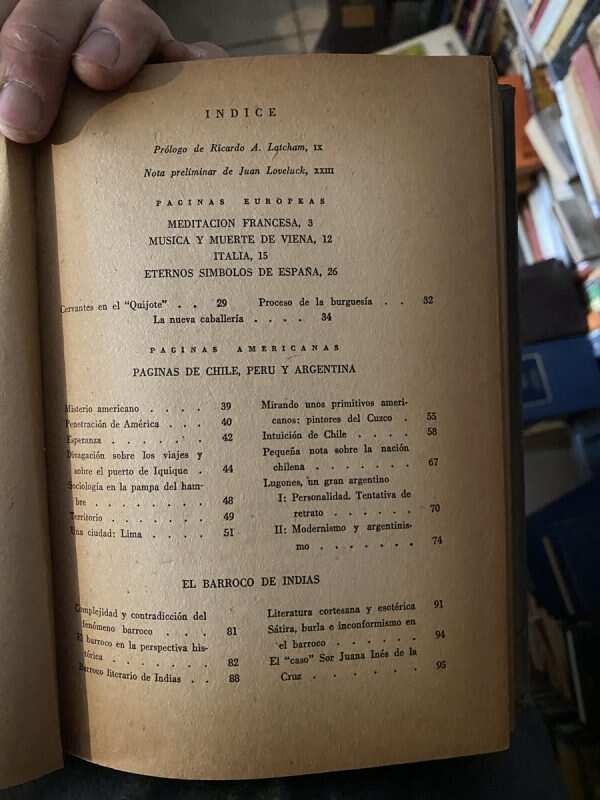 INDICE
Prólogo de Ricardo A. Latcham, IX
Nota preliminar de Juan Loveluck, XXIII
PAGINAS EUROPEAS
MEDITACION FRANCESA, 3
MUSICA Y MUERTE DE VIENA, 12
ITALIA, 15
ETERNOS SIMBOLOS DE ESPAÑA, 26
Cervantes en el "Quijote" . . 29
Proceso de la burguesía . . 32
La nueva caballería . . . . 34
PAGINAS AMERICANAS
PAGINAS DE CHILE, PERU Y ARGENTINA
Misterio americano . . . . 39
Penetración de América . . . 40
Esperanza . . . . . . 42
Divagación sobre los viajes y
sobre el puerto de Iquique . 44
Sociología en la pampa del ham-
bre . . . . . . . 48
Territorio . . . . . . . 49
Una ciudad: Lima . . . . 51
Mirando unos primitivos ameri-
canos: pintores del Cuzco . 55
Intuición de Chile . . . . 58
Pequeña nota sobre la nación
chilena . . . . . . . 67
Lugones, un gran argentino
I: Personalidad. Tentativa de
retrato . . . . . . 70
II: Modernismo y argentinis-
mo . . . . . . . 74
EL BARROCO DE INDIAS
Complejidad y contradicción del
fenómeno barroco . . . . 81
El barroco en la perspectiva his-
tórica . . . . . . . 82
Barroco literario de Indias . . 88
Literatura cortesana y esotérica 91
Sátira, burla e inconformismo en
el barroco . . . . . . 94
El "caso" Sor Juana Inés de la
Cruz . . . . . . 95